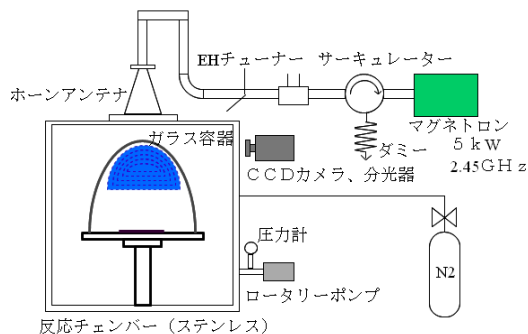 EHチューナー
サーキュレーター
ホーンアンテナ
マグネトロン
５ｋW
2.45GHz
ダミー
ガラス容器
ＣＣDカメラ、分光器
圧力計
N2
ロータリーポンプ
反応チェンバー（ステンレス）